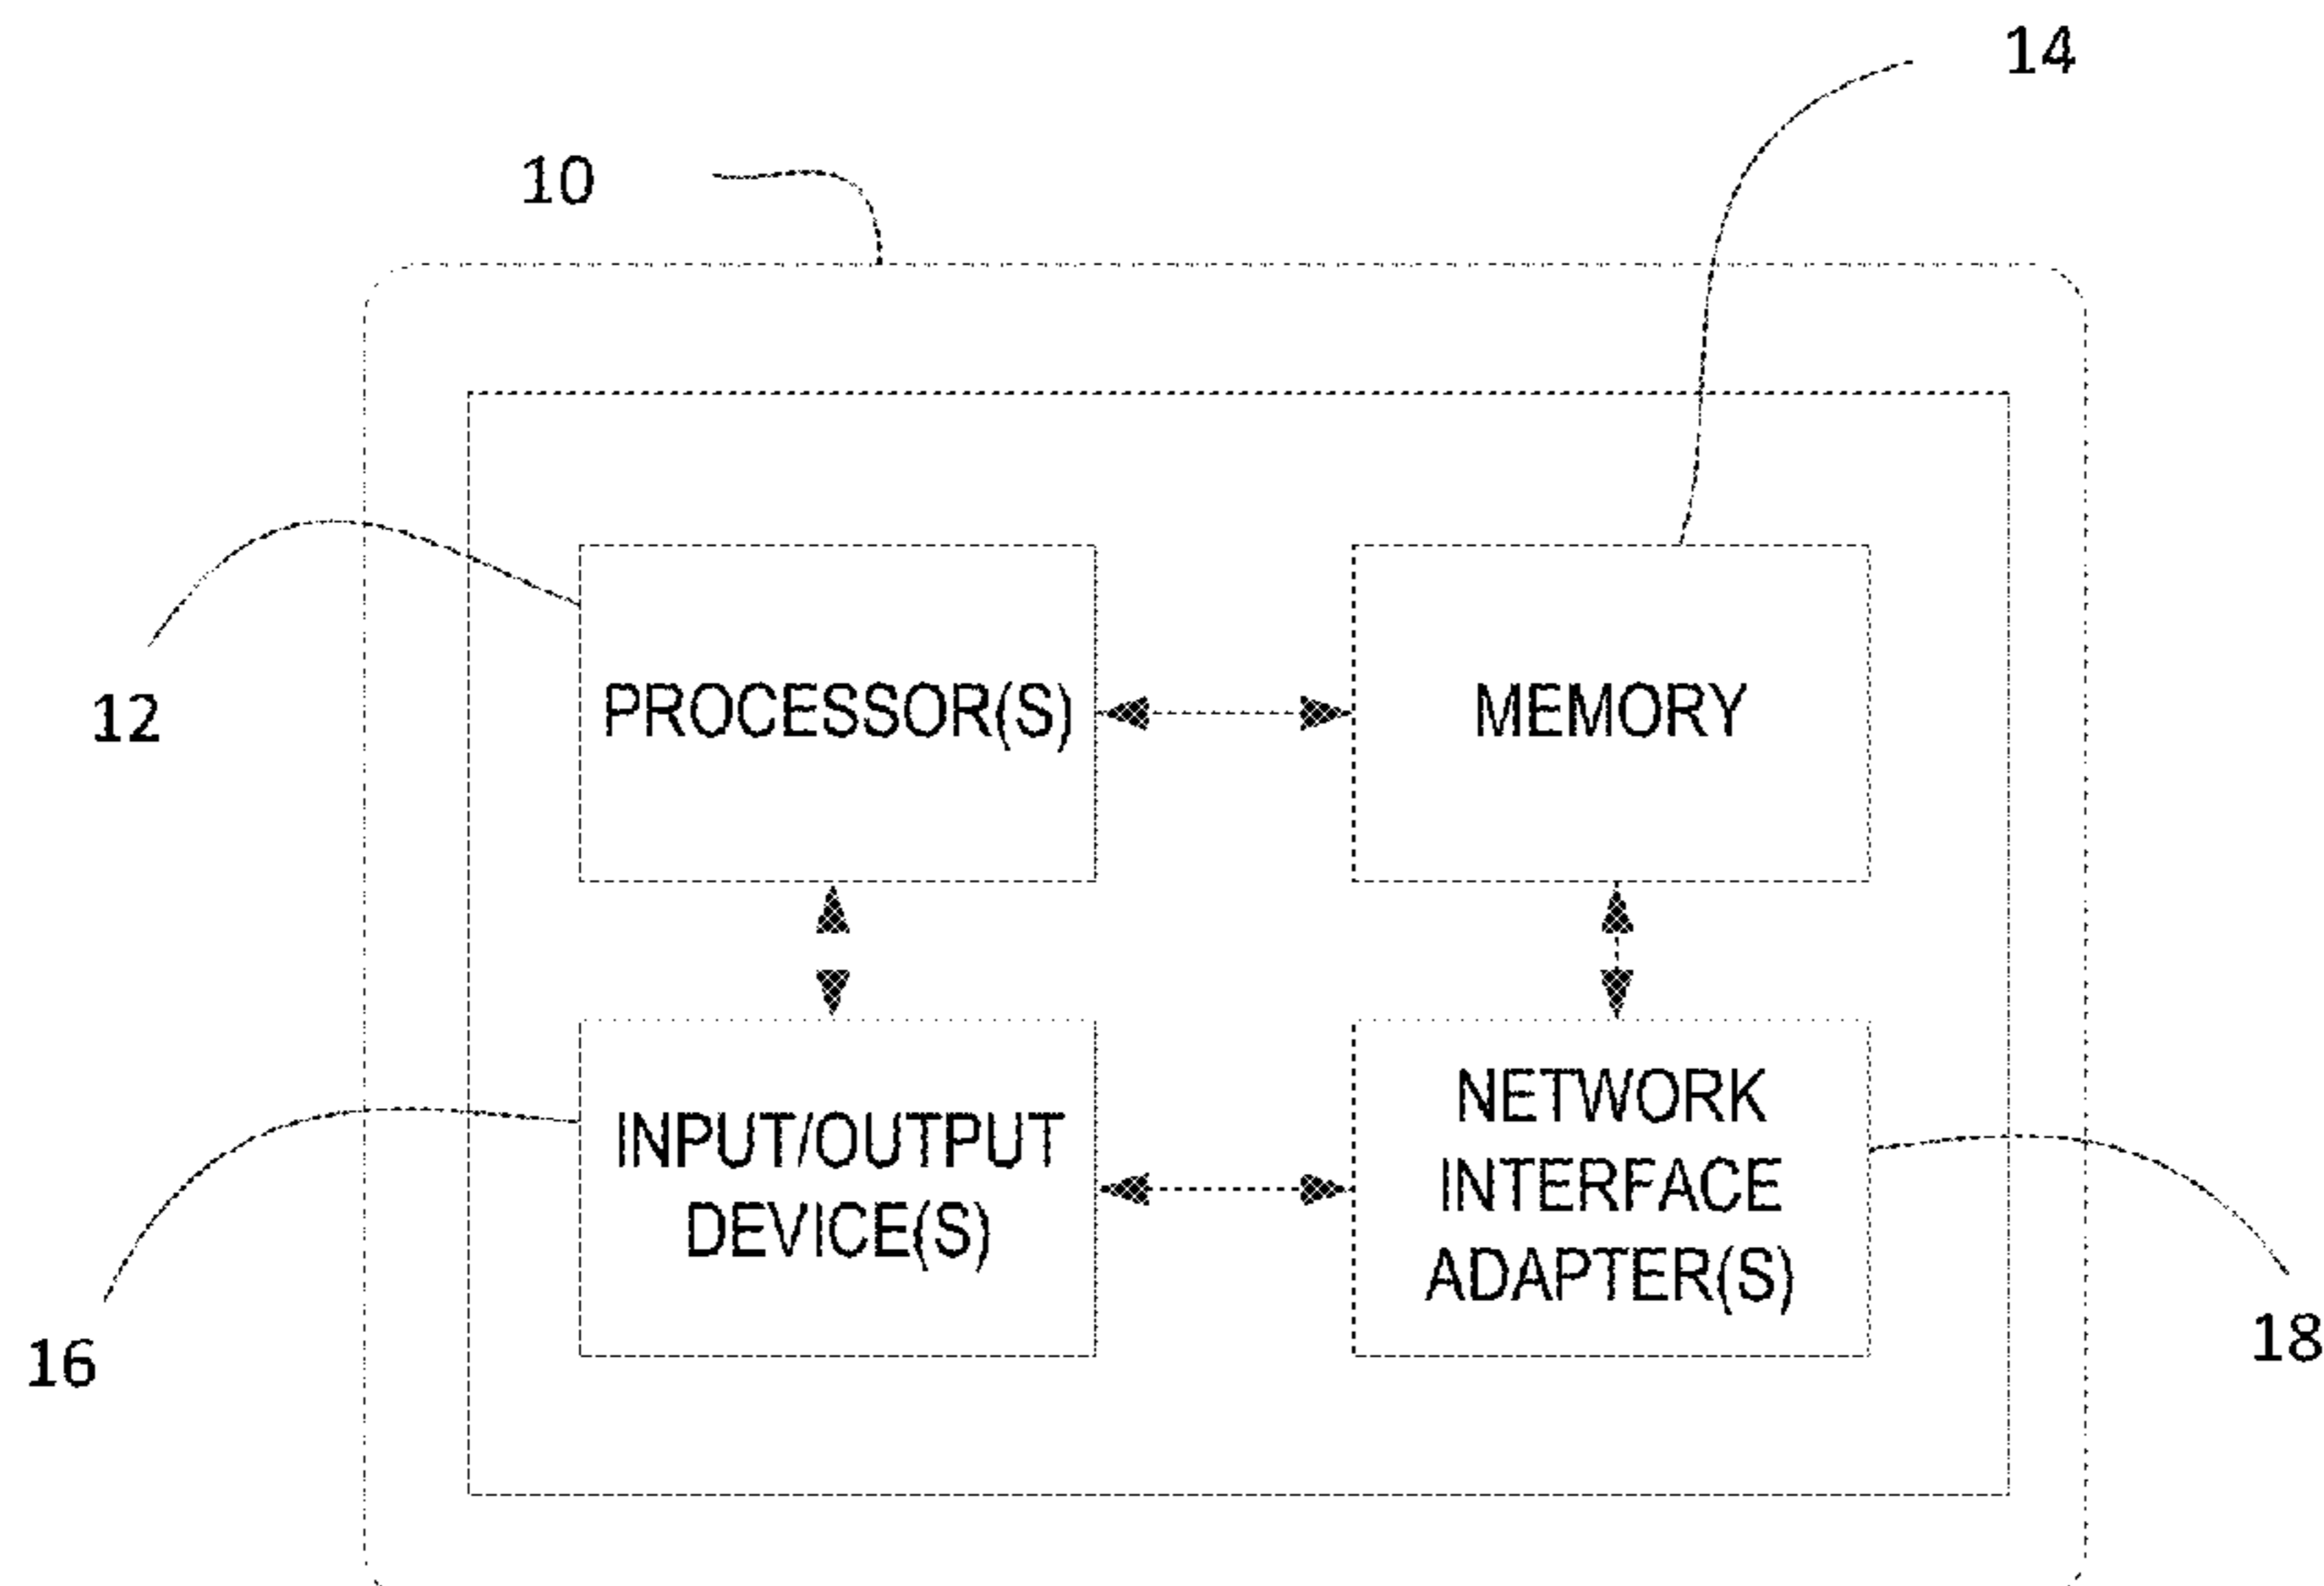 14
10
12
PROCESSOR(S)
MEMORY
16
INPUT/OUTPUT
DEVICE(S)
NETWORK
INTERFACE
ADAPTER(S)
18